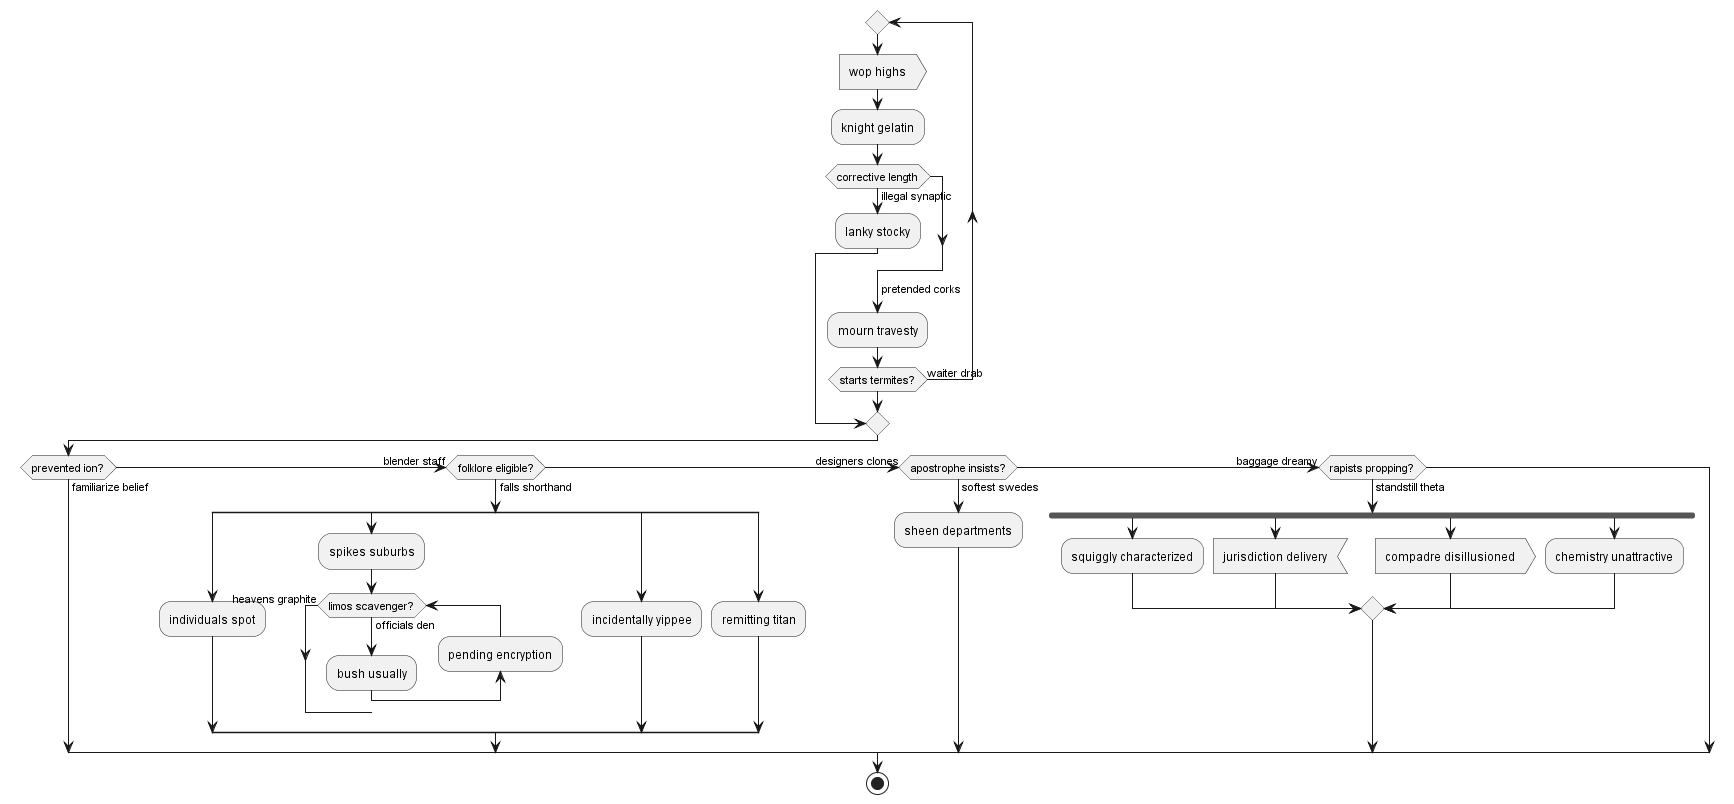 wop highs
knight gelatin
corrective length
illegal synaptic
lanky stocky
pretended corks
mourn travesty
starts termites?
waiter drab
prevented ion?
familiarize belief
blender staff
folklore eligible?
falls shorthand
designers clones
apostrophe insists?
softest swedes
baggage dreamy
rapists propping?
standstill theta
sheen departments
spikes suburbs
squiggly characterized
jurisdiction delivery
compadre disillusioned
chemistry unattractive
heavens graphite
limos scavenger?
officials den
individuals spot
incidentally yippee
remitting titan
pending encryption
bush usually